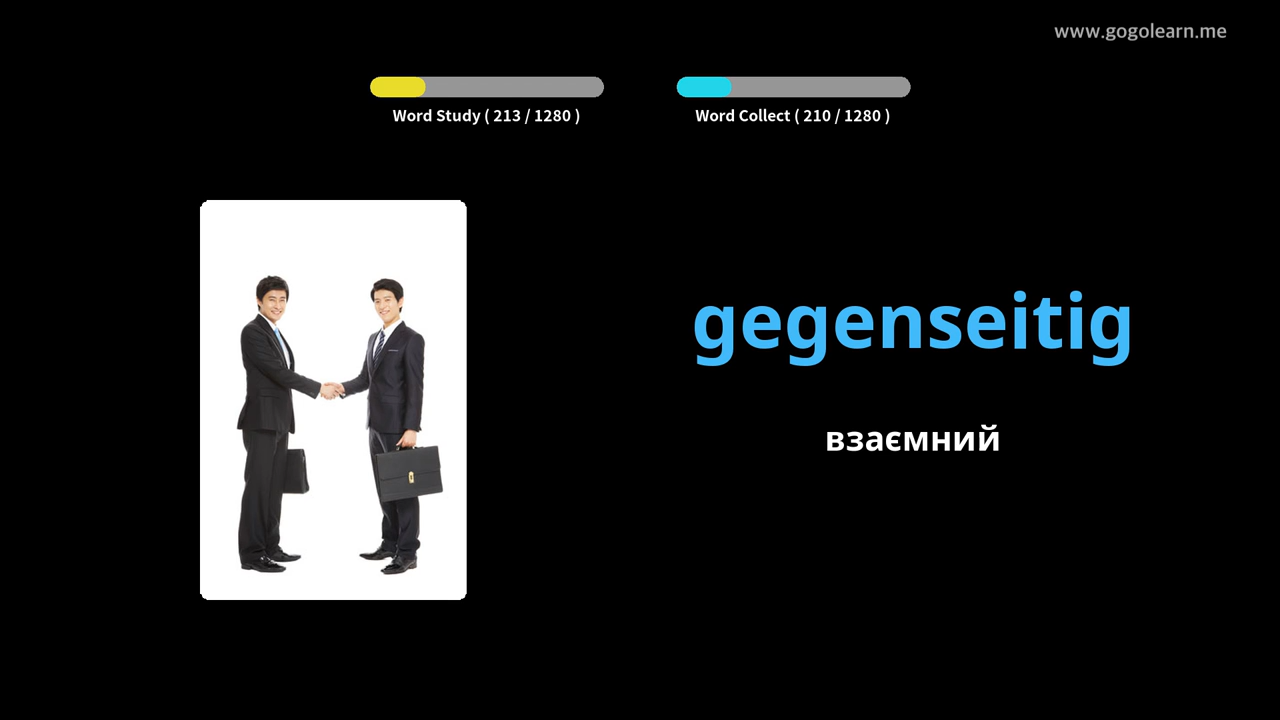 www.gogolearn.me
Word Study ( 213 / 1280 )
Word Collect ( 210 / 1280 )
gegenseitig
взаємний